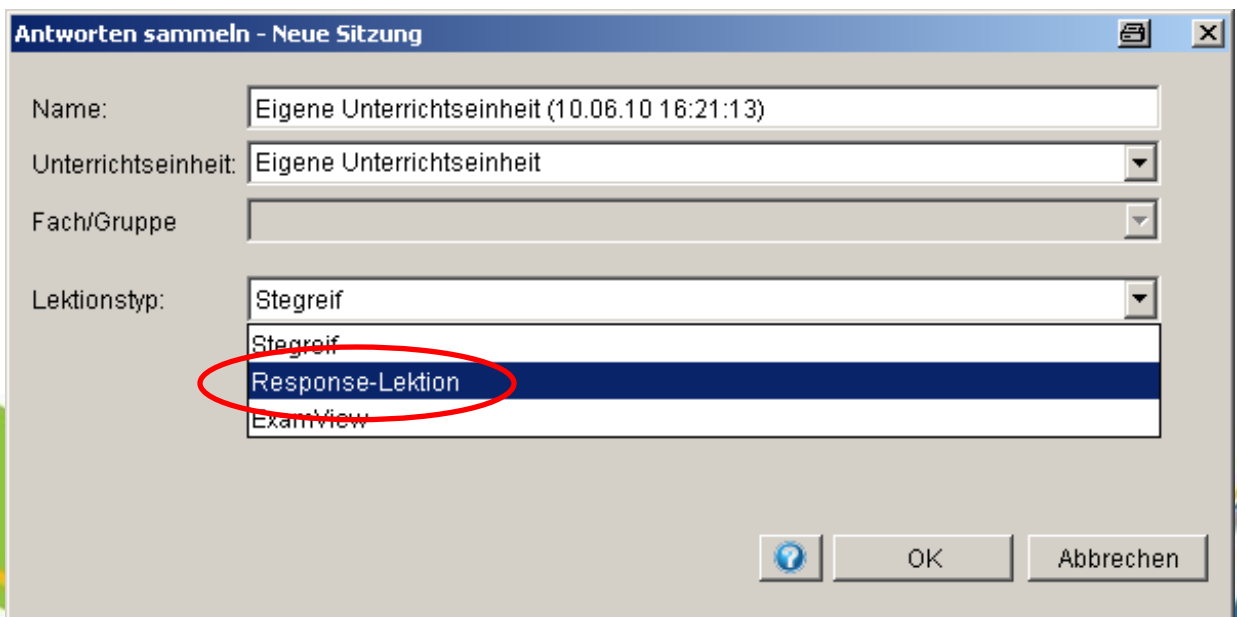 Antworten sammeln - Neue Sitzung
Name: Eigene Unterrichtseinheit (10.06.10 16:21:13)
Unterrichtseinheit: Eigene Unterrichtseinheit
Fach/Gruppe
Lektionstyp: Stegreif
Stegreif
Response-Lektion
ExamView
OK Abbrechen